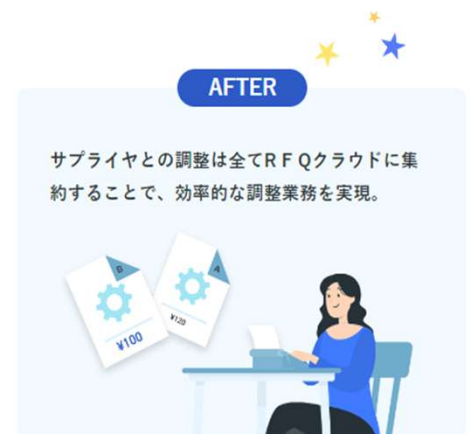 AFTER
サプライヤとの調整は全てRFQクラウドに集
約することで、効率的な調整業務を実現。
B
A
¥100
¥120